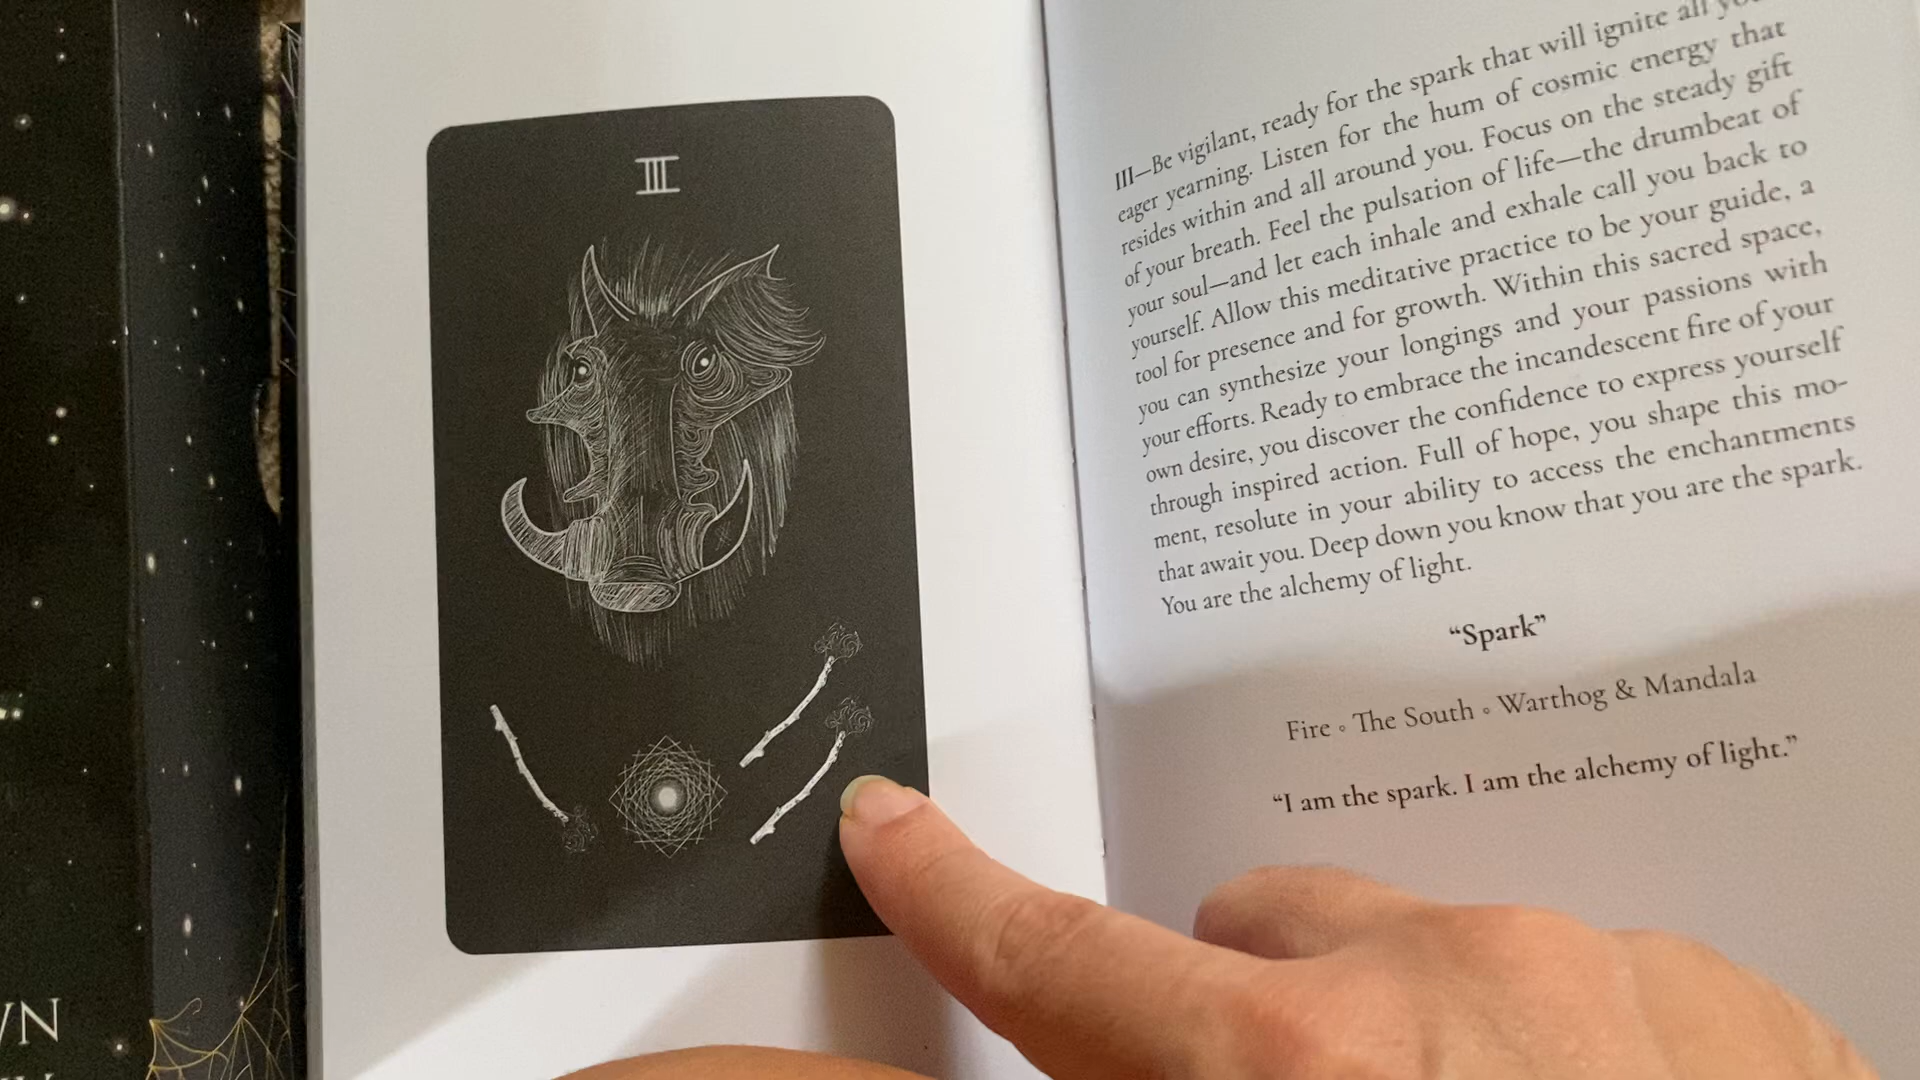 III
III—Be vigilant, ready for the spark that will ignite all
eager yearning. Listen for the hum of cosmic energy that
resides within and all around you. Focus on the steady gift
of your breath. Feel the pulsation of life—the drumbeat of
your soul—and let each inhale and exhale call you back to
yourself. Allow this meditative practice to be your guide, a
tool for presence and for growth. Within this sacred space,
you can synthesize your longings and your passions with
your efforts. Ready to embrace the incandescent fire of your
own desire, you discover the confidence to express yourself
through inspired action. Full of hope, you shape this mo-
ment, resolute in your ability to access the enchantments
that await you. Deep down you know that you are the spark.
You are the alchemy of light.
“Spark”
Fire ◦ The South ◦ Warthog & Mandala
“I am the spark. I am the alchemy of light.”